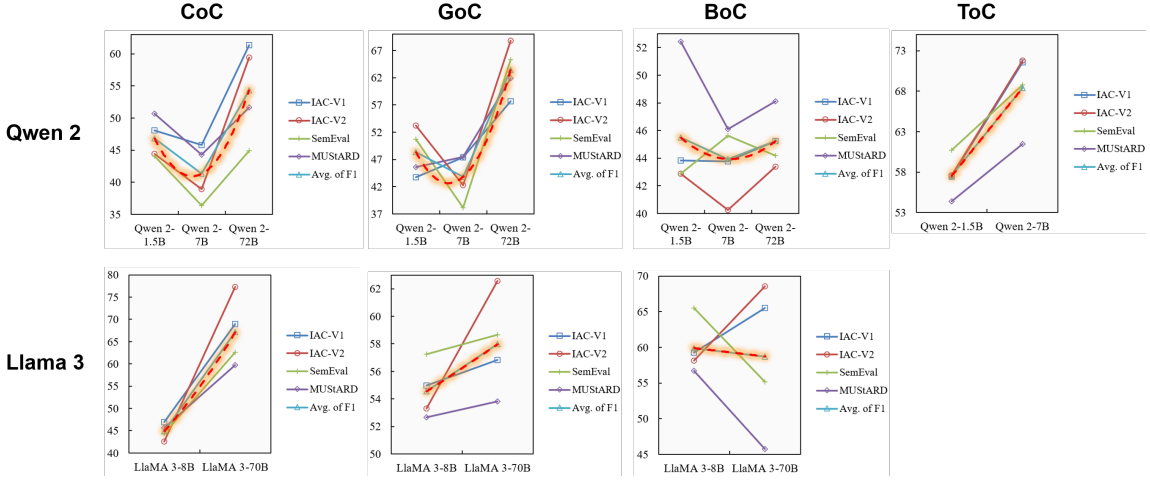 CoC GoC BoC ToC
Qwen 2
60
55
50
45
40
35
Qwen 2-1.5B Qwen 2-7B Qwen 2-72B
IAC-V1
IAC-V2
SemEval
MUStARD
Avg. of F1
67
62
57
52
47
42
37
Qwen 2-1.5B Qwen 2-7B Qwen 2-72B
IAC-V1
IAC-V2
SemEval
MUStARD
Avg. of F1
52
50
48
46
44
42
40
Qwen 2-1.5B Qwen 2-7B Qwen 2-72B
IAC-V1
IAC-V2
SemEval
MUStARD
Avg. of F1
73
68
63
58
53
Qwen 2-1.5B Qwen 2-7B
IAC-V1
IAC-V2
SemEval
MUStARD
Avg. of F1
Llama 3
80
75
70
65
60
55
50
45
40
LlaMA 3-8B LlaMA 3-70B
IAC-V1
IAC-V2
SemEval
MUStARD
Avg. of F1
62
60
58
56
54
52
50
LlaMA 3-8B LlaMA 3-70B
IAC-V1
IAC-V2
SemEval
MUStARD
Avg. of F1
70
65
60
55
50
45
LlaMA 3-8B LlaMA 3-70B
IAC-V1
IAC-V2
SemEval
MUStARD
Avg. of F1